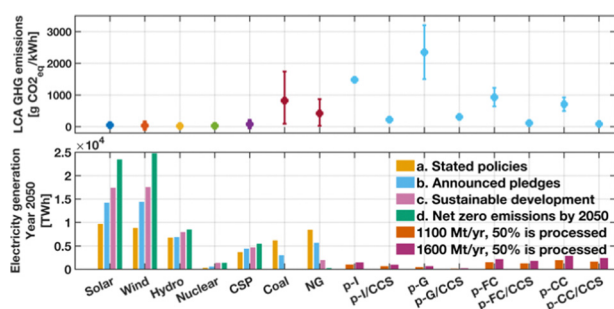 LCA GHG emissions
[g CO2eq/kWh]
3000
2000
1000
0
Electricity generation
Year 2050
[TWh]
×10^4
2.5
2
1.5
1
0.5
0
a. Stated policies
b. Announced pledges
c. Sustainable development
d. Net zero emissions by 2050
1100 Mt/yr, 50% is processed
1600 Mt/yr, 50% is processed
Solar
Wind
Hydro
Nuclear
CSP
Coal
NG
p-I
p-I/CCS
p-G
p-G/CCS
p-FC
p-FC/CCS
p-CC
p-CC/CCS